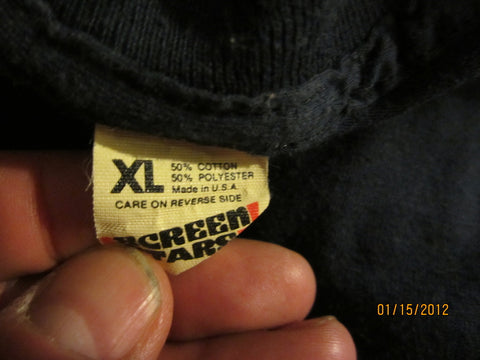 XL
50% COTTON
50% POLYESTER
Made in U.S.A.
CARE ON REVERSE SIDE
SCREEN
STARS
01/15/2012